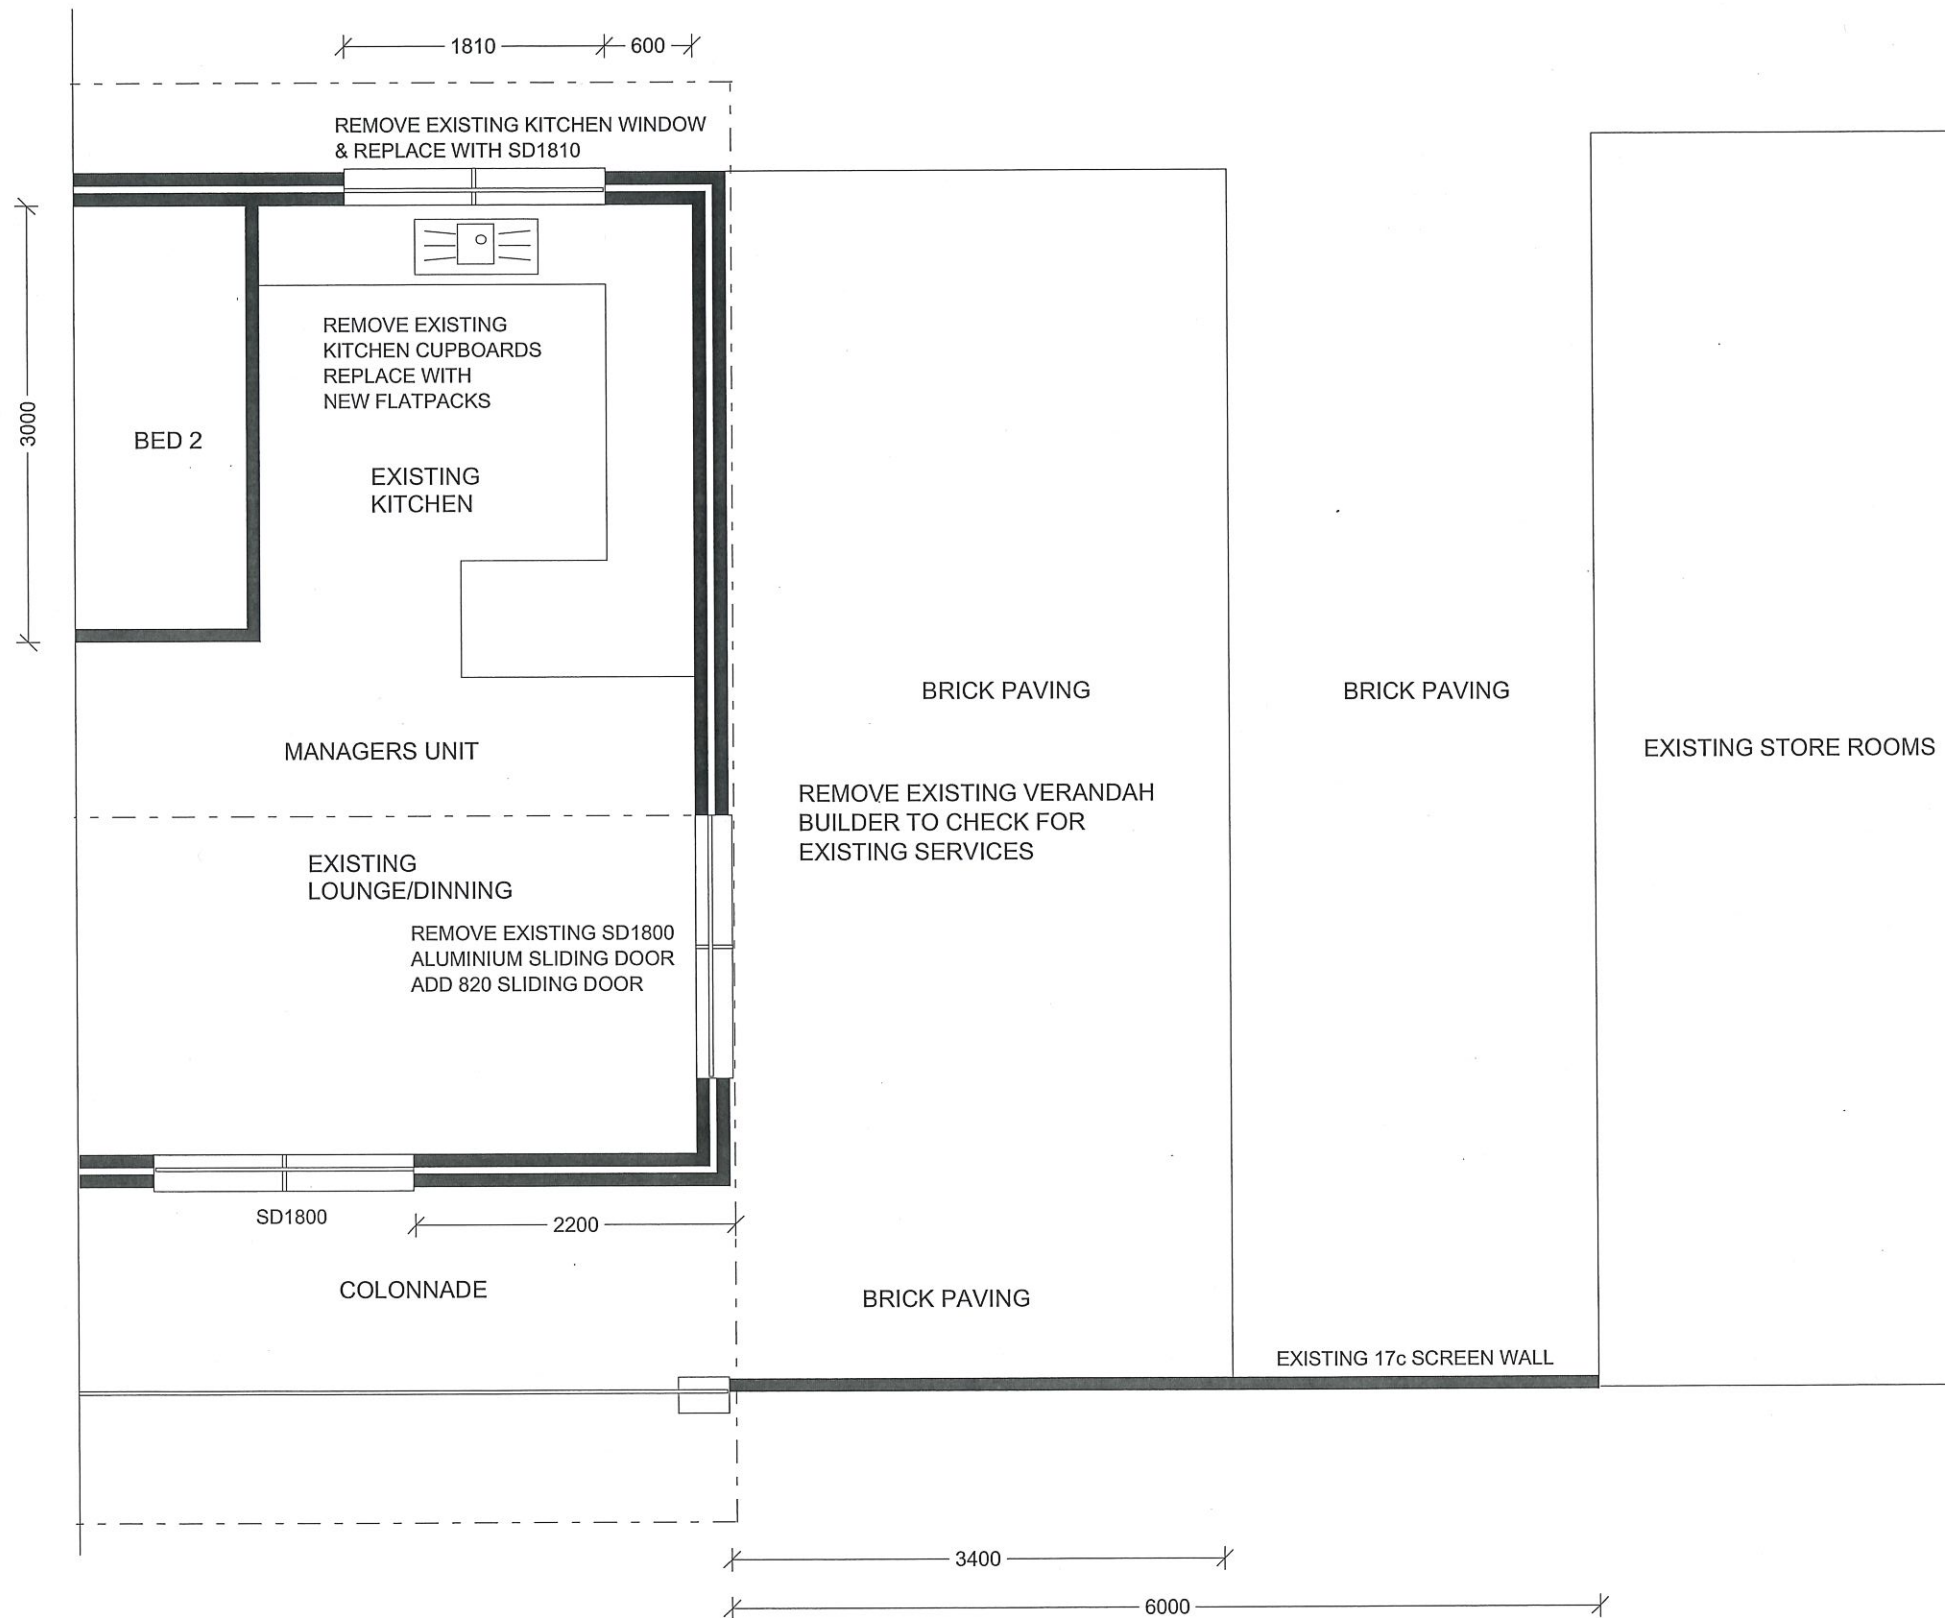 1810
600
REMOVE EXISTING KITCHEN WINDOW
& REPLACE WITH SD1810
REMOVE EXISTING
KITCHEN CUPBOARDS
REPLACE WITH
NEW FLATPACKS
3000
BED 2
EXISTING
KITCHEN
BRICK PAVING
BRICK PAVING
MANAGERS UNIT
EXISTING STORE ROOMS
REMOVE EXISTING VERANDAH
BUILDER TO CHECK FOR
EXISTING SERVICES
EXISTING
LOUNGE/DINNING
REMOVE EXISTING SD1800
ALUMINIUM SLIDING DOOR
ADD 820 SLIDING DOOR
SD1800
2200
COLONNADE
BRICK PAVING
EXISTING 17c SCREEN WALL
3400
6000